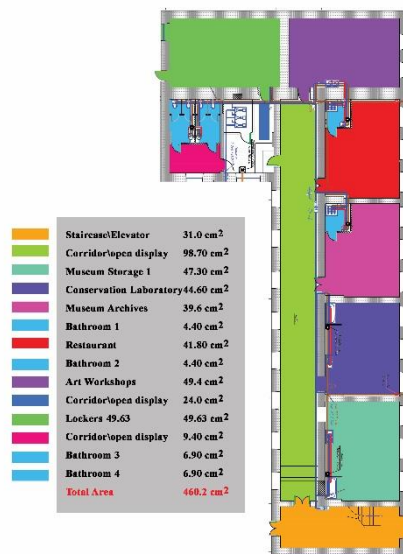 Staircase\Elevator 31.0 cm2
Corridor\open display 98.70 cm2
Museum Storage 1 47.30 cm2
Conservation Laboratory 44.60 cm2
Museum Archives 39.6 cm2
Bathroom 1 4.40 cm2
Restaurant 41.80 cm2
Bathroom 2 4.40 cm2
Art Workshops 49.4 cm2
Corridor\open display 24.0 cm2
Lockers 49.63 49.63 cm2
Corridor\open display 9.40 cm2
Bathroom 3 6.90 cm2
Bathroom 4 6.90 cm2
Total Area 460.2 cm2